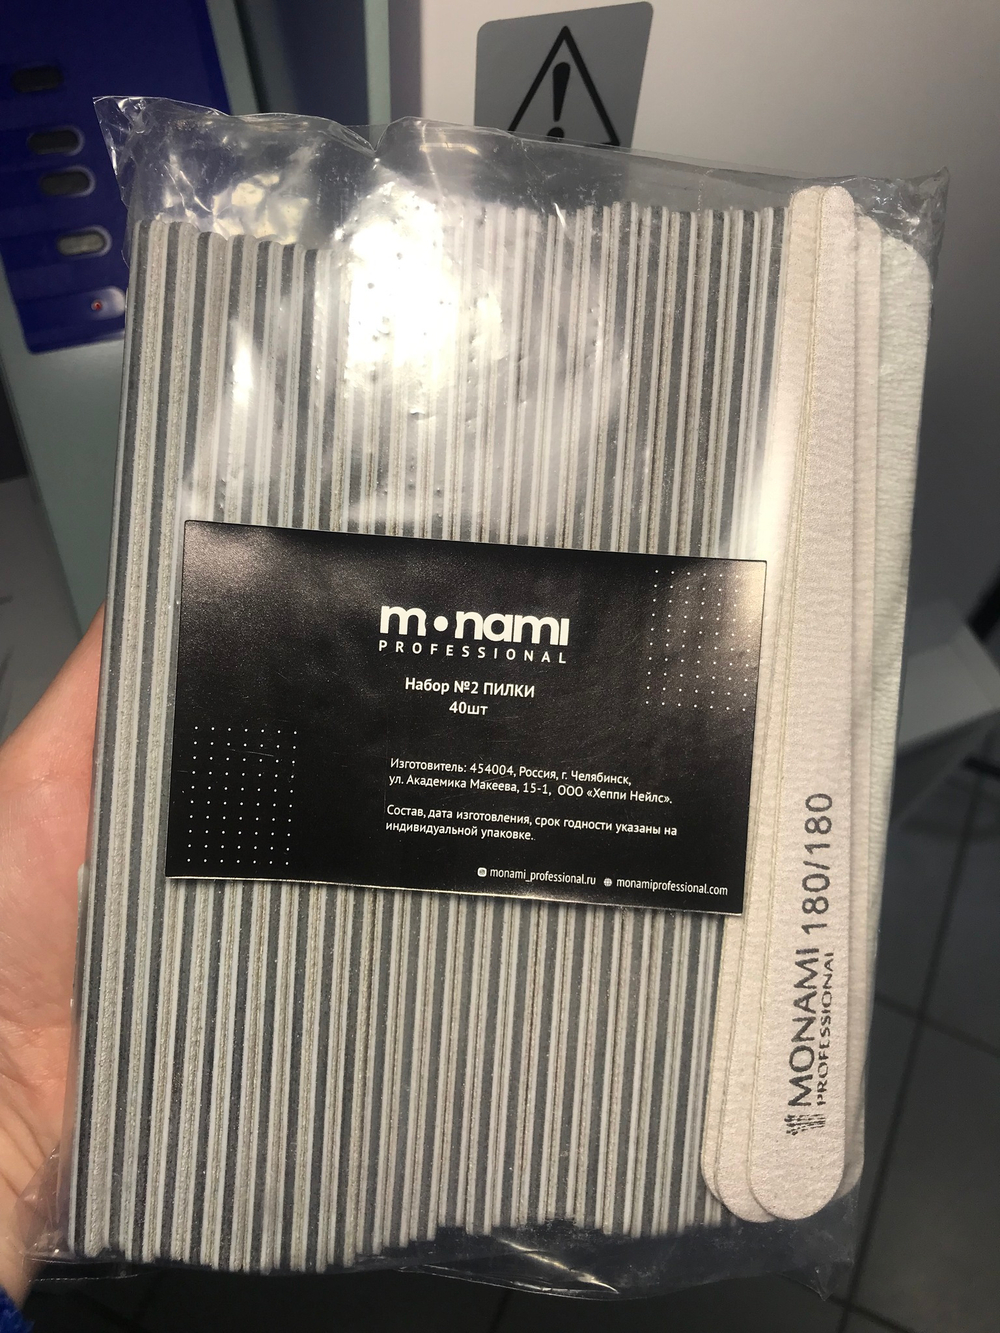 monami
PROFESSIONAL
Набор №2 ПИЛКИ
40шт
Изготовитель: 454004, Россия, г. Челябинск,
ул. Академика Макеева, 15-1, ООО «Хеппи Нейлс».
Состав, дата изготовления, срок годности указаны на
индивидуальной упаковке.
monami_professional.ru monamiprofessional.com
MONAMI 180/180
PROFESSIONAL